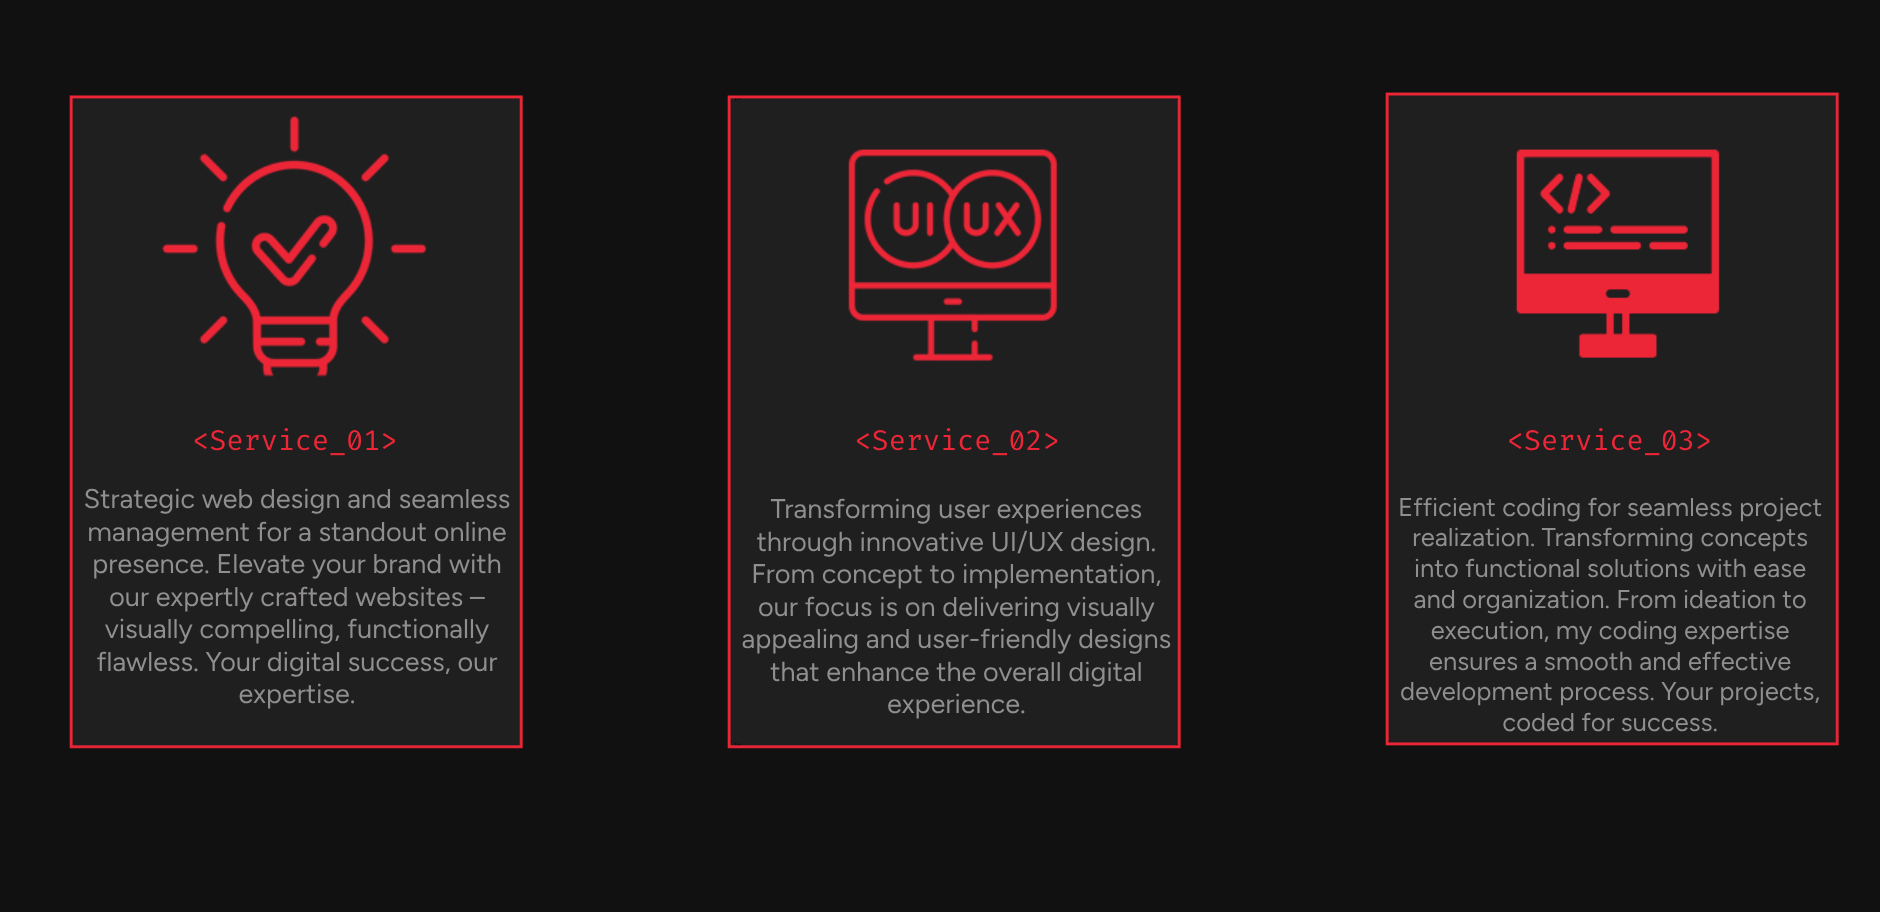 <Service_01>
Strategic web design and seamless
management for a standout online
presence. Elevate your brand with
our expertly crafted websites –
visually compelling, functionally
flawless. Your digital success, our
expertise.
UI UX
<Service_02>
Transforming user experiences
through innovative UI/UX design.
From concept to implementation,
our focus is on delivering visually
appealing and user-friendly designs
that enhance the overall digital
experience.
</>
<Service_03>
Efficient coding for seamless project
realization. Transforming concepts
into functional solutions with ease
and organization. From ideation to
execution, my coding expertise
ensures a smooth and effective
development process. Your projects,
coded for success.